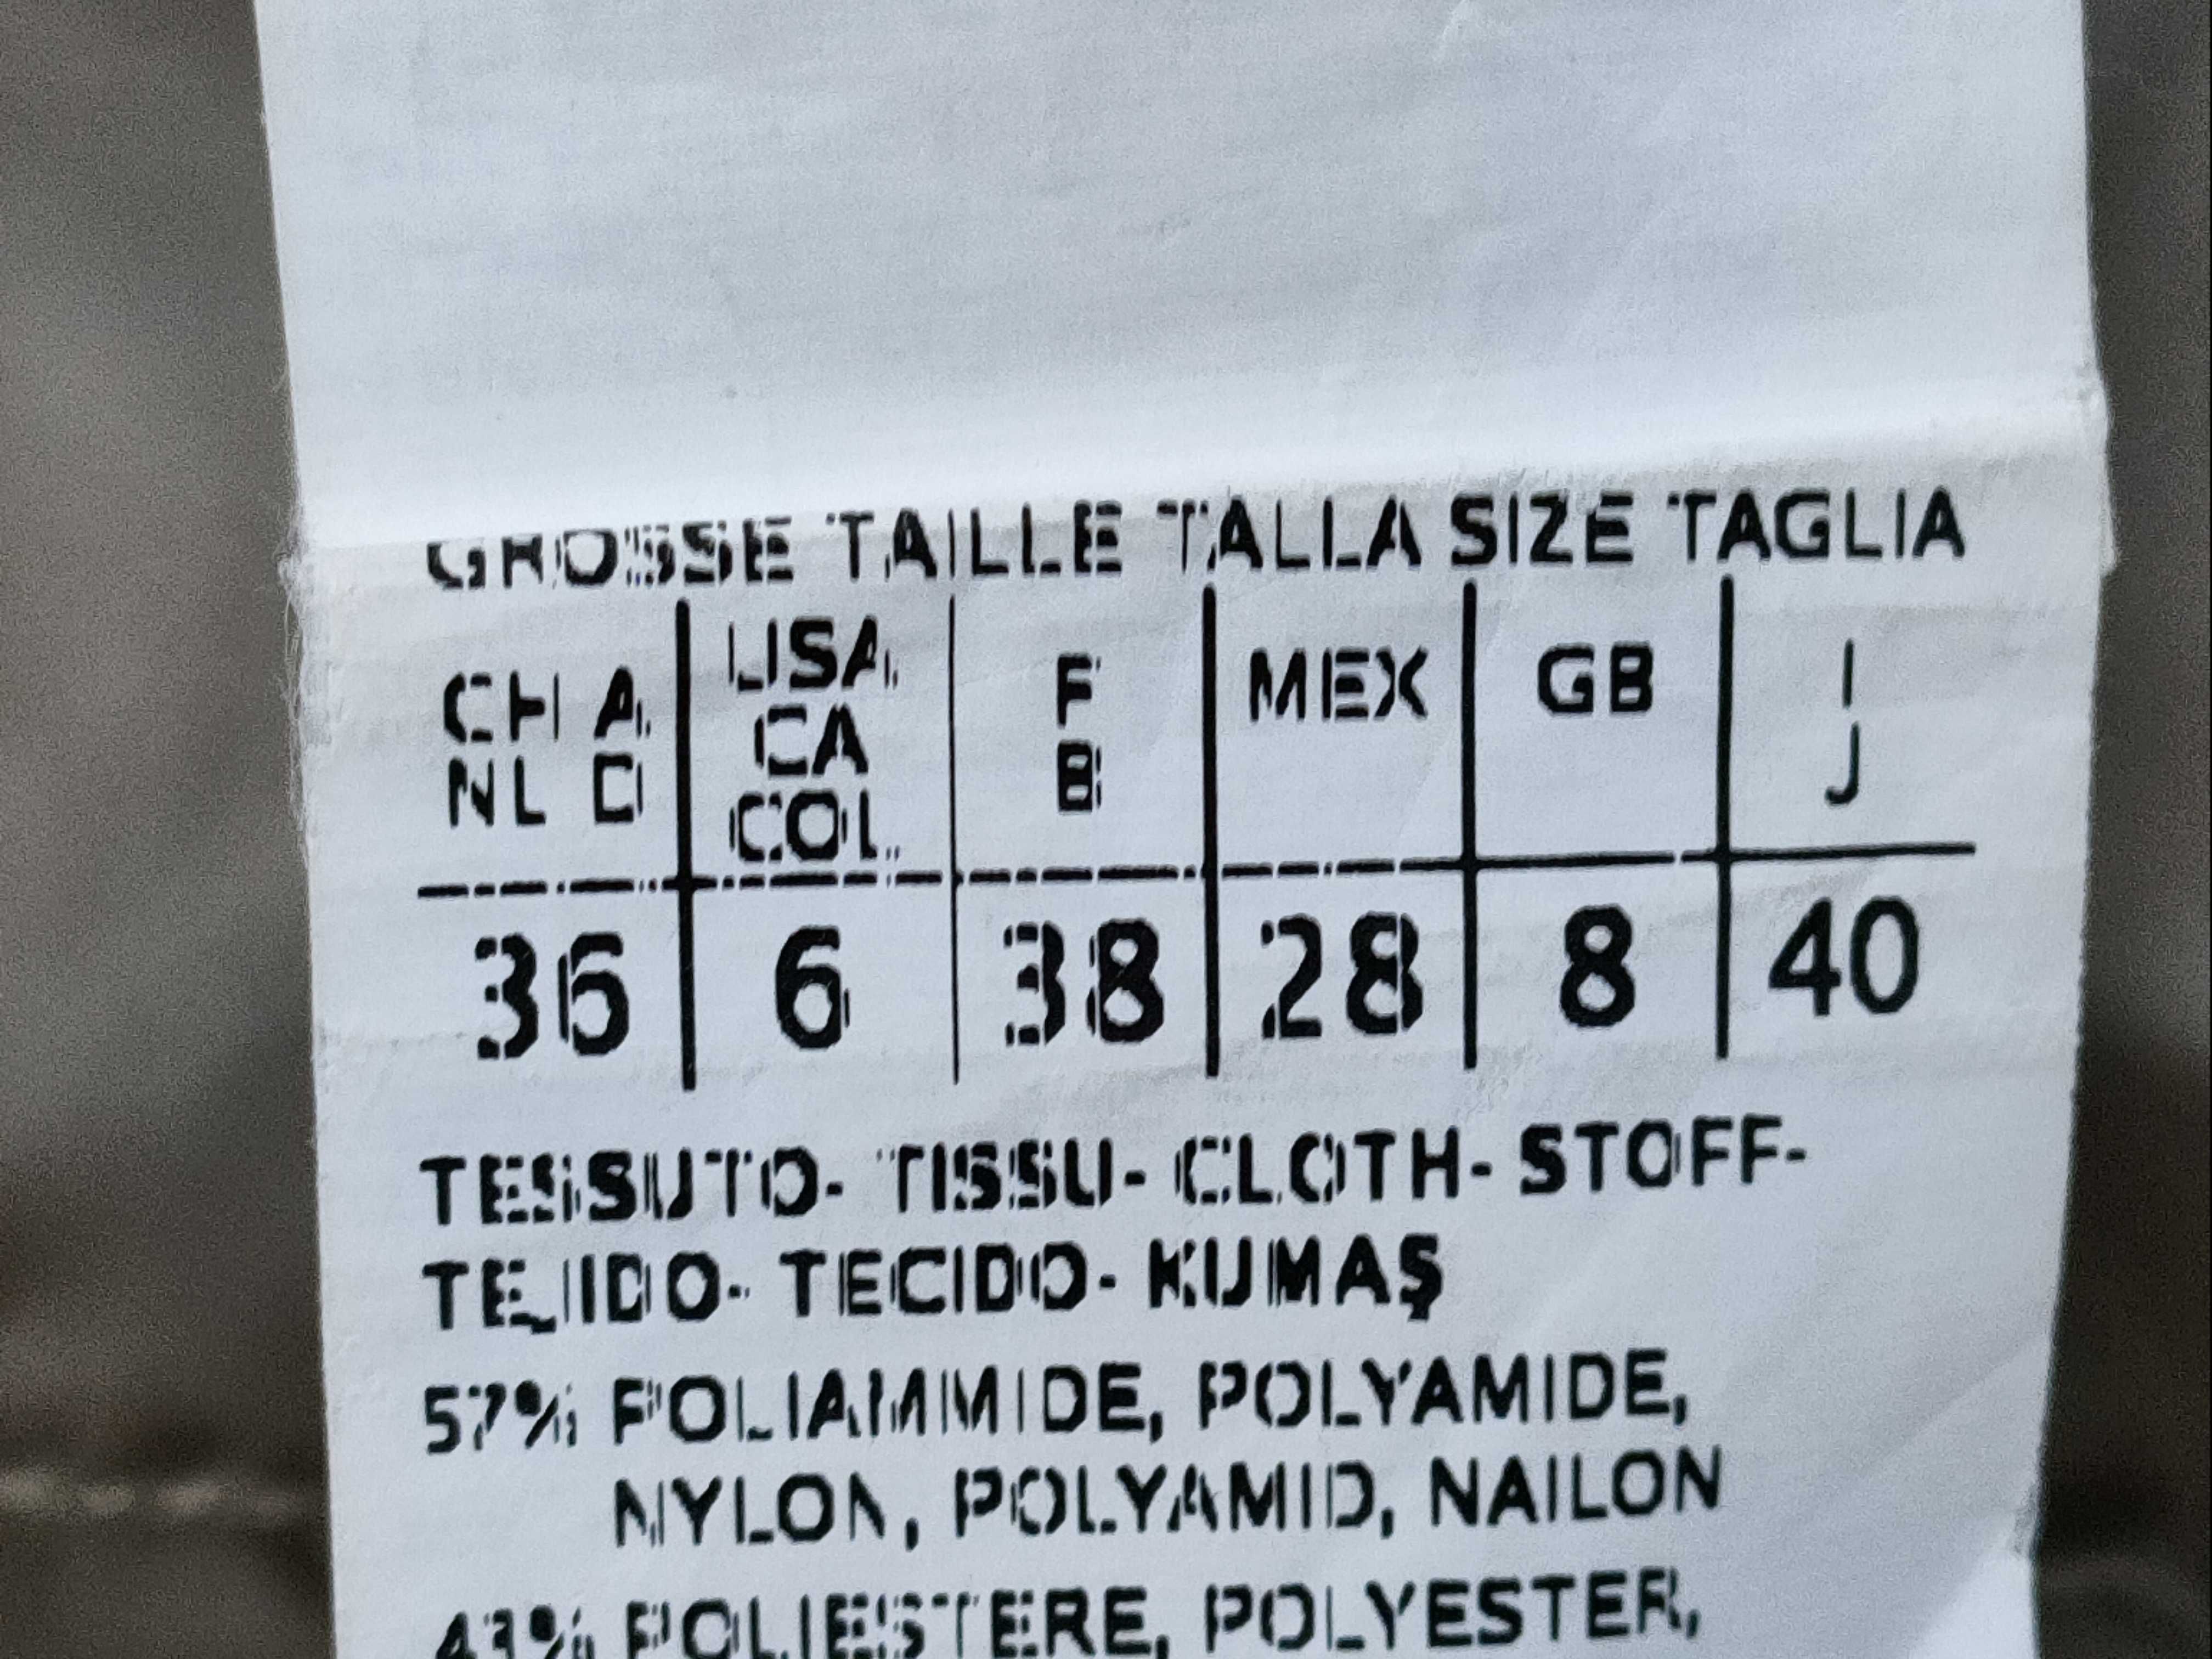 GROSSE TAILLE TALLA SIZE TAGLIA
CH A USA F MEX GB I
NL D CA B J
COL
36 6 38 28 8 40
TESSUTO- TISSU- CLOTH- STOFF-
TEJIDO- TECIDO- KUMAŞ
57% POLIAMMIDE, POLYAMIDE,
NYLON, POLYAMID, NAILON
43% POLIESTERE, POLYESTER,